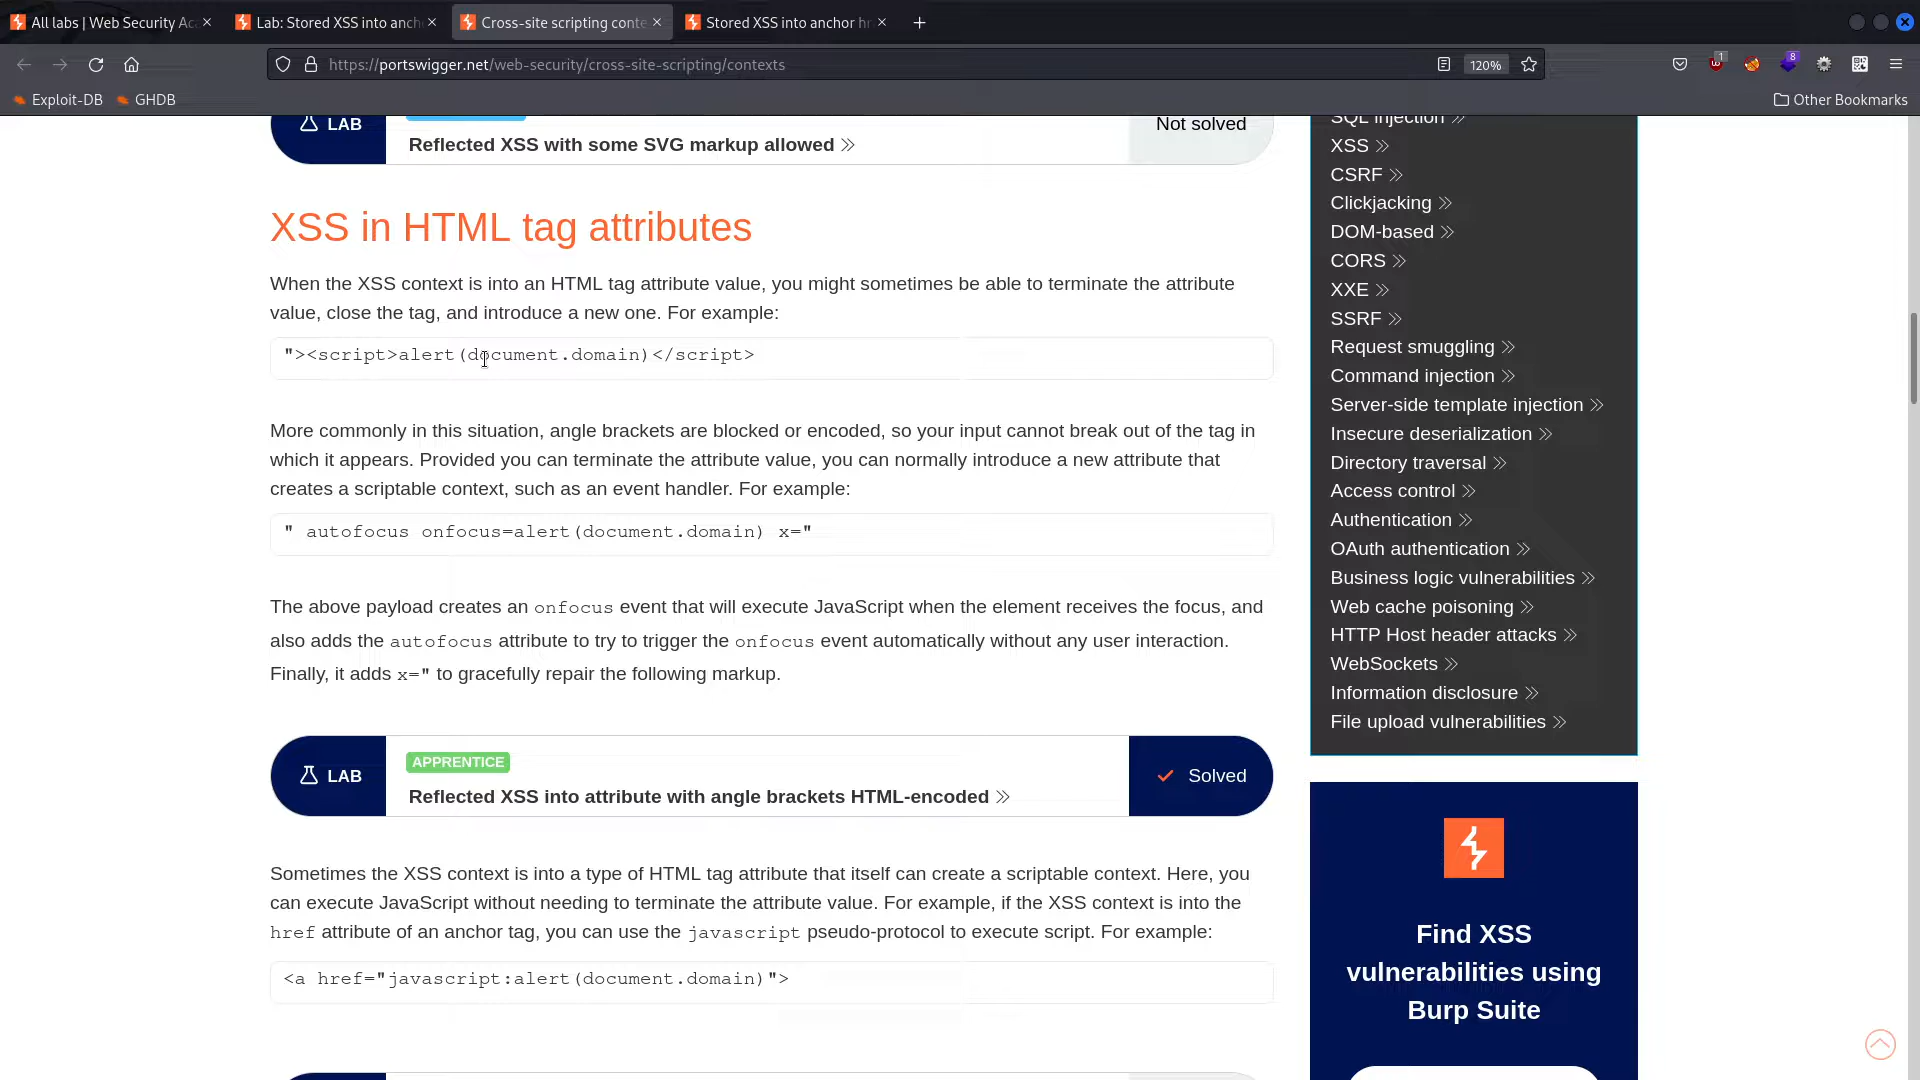 All labs | Web Security Ac
Lab: Stored XSS into anch
Cross-site scripting conte
Stored XSS into anchor hr
https://portswigger.net/web-security/cross-site-scripting/contexts
120%
1
8
Exploit-DB
GHDB
Other Bookmarks
LAB
Reflected XSS with some SVG markup allowed
Not solved
XSS in HTML tag attributes
When the XSS context is into an HTML tag attribute value, you might sometimes be able to terminate the attribute
value, close the tag, and introduce a new one. For example:
"><script>alert(document.domain)</script>
More commonly in this situation, angle brackets are blocked or encoded, so your input cannot break out of the tag in
which it appears. Provided you can terminate the attribute value, you can normally introduce a new attribute that
creates a scriptable context, such as an event handler. For example:
" autofocus onfocus=alert(document.domain) x="
The above payload creates an onfocus event that will execute JavaScript when the element receives the focus, and
also adds the autofocus attribute to try to trigger the onfocus event automatically without any user interaction.
Finally, it adds x=" to gracefully repair the following markup.
LAB
APPRENTICE
Reflected XSS into attribute with angle brackets HTML-encoded
Solved
Sometimes the XSS context is into a type of HTML tag attribute that itself can create a scriptable context. Here, you
can execute JavaScript without needing to terminate the attribute value. For example, if the XSS context is into the
href attribute of an anchor tag, you can use the javascript pseudo-protocol to execute script. For example:
<a href="javascript:alert(document.domain)">
SQL injection
XSS
CSRF
Clickjacking
DOM-based
CORS
XXE
SSRF
Request smuggling
Command injection
Server-side template injection
Insecure deserialization
Directory traversal
Access control
Authentication
OAuth authentication
Business logic vulnerabilities
Web cache poisoning
HTTP Host header attacks
WebSockets
Information disclosure
File upload vulnerabilities
Find XSS
vulnerabilities using
Burp Suite